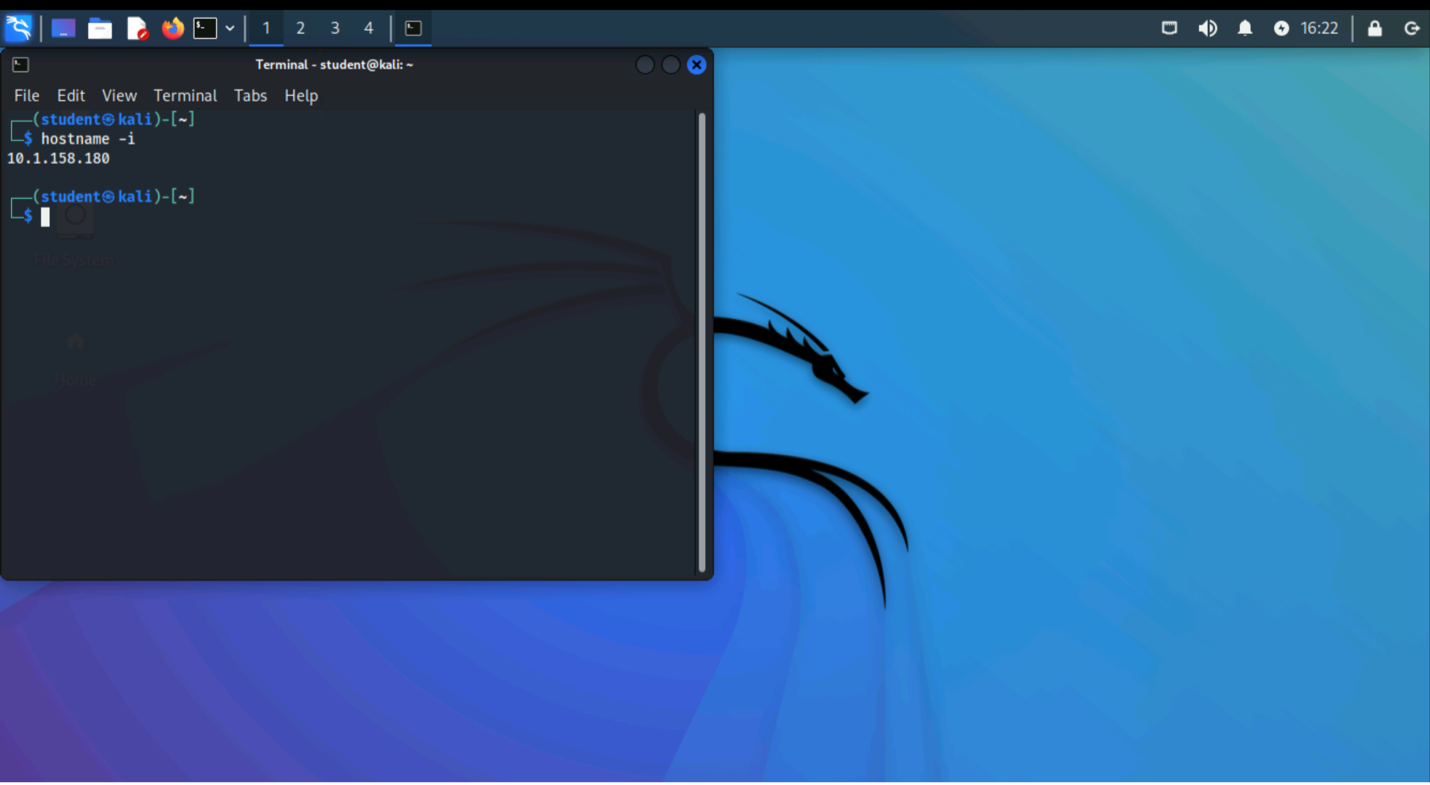 1 2 3 4 16:22
Terminal - student@kali: ~
File Edit View Terminal Tabs Help
┌──(student㉿kali)-[~]
└─$ hostname -i
10.1.158.180
┌──(student㉿kali)-[~]
└─$
File System
Home